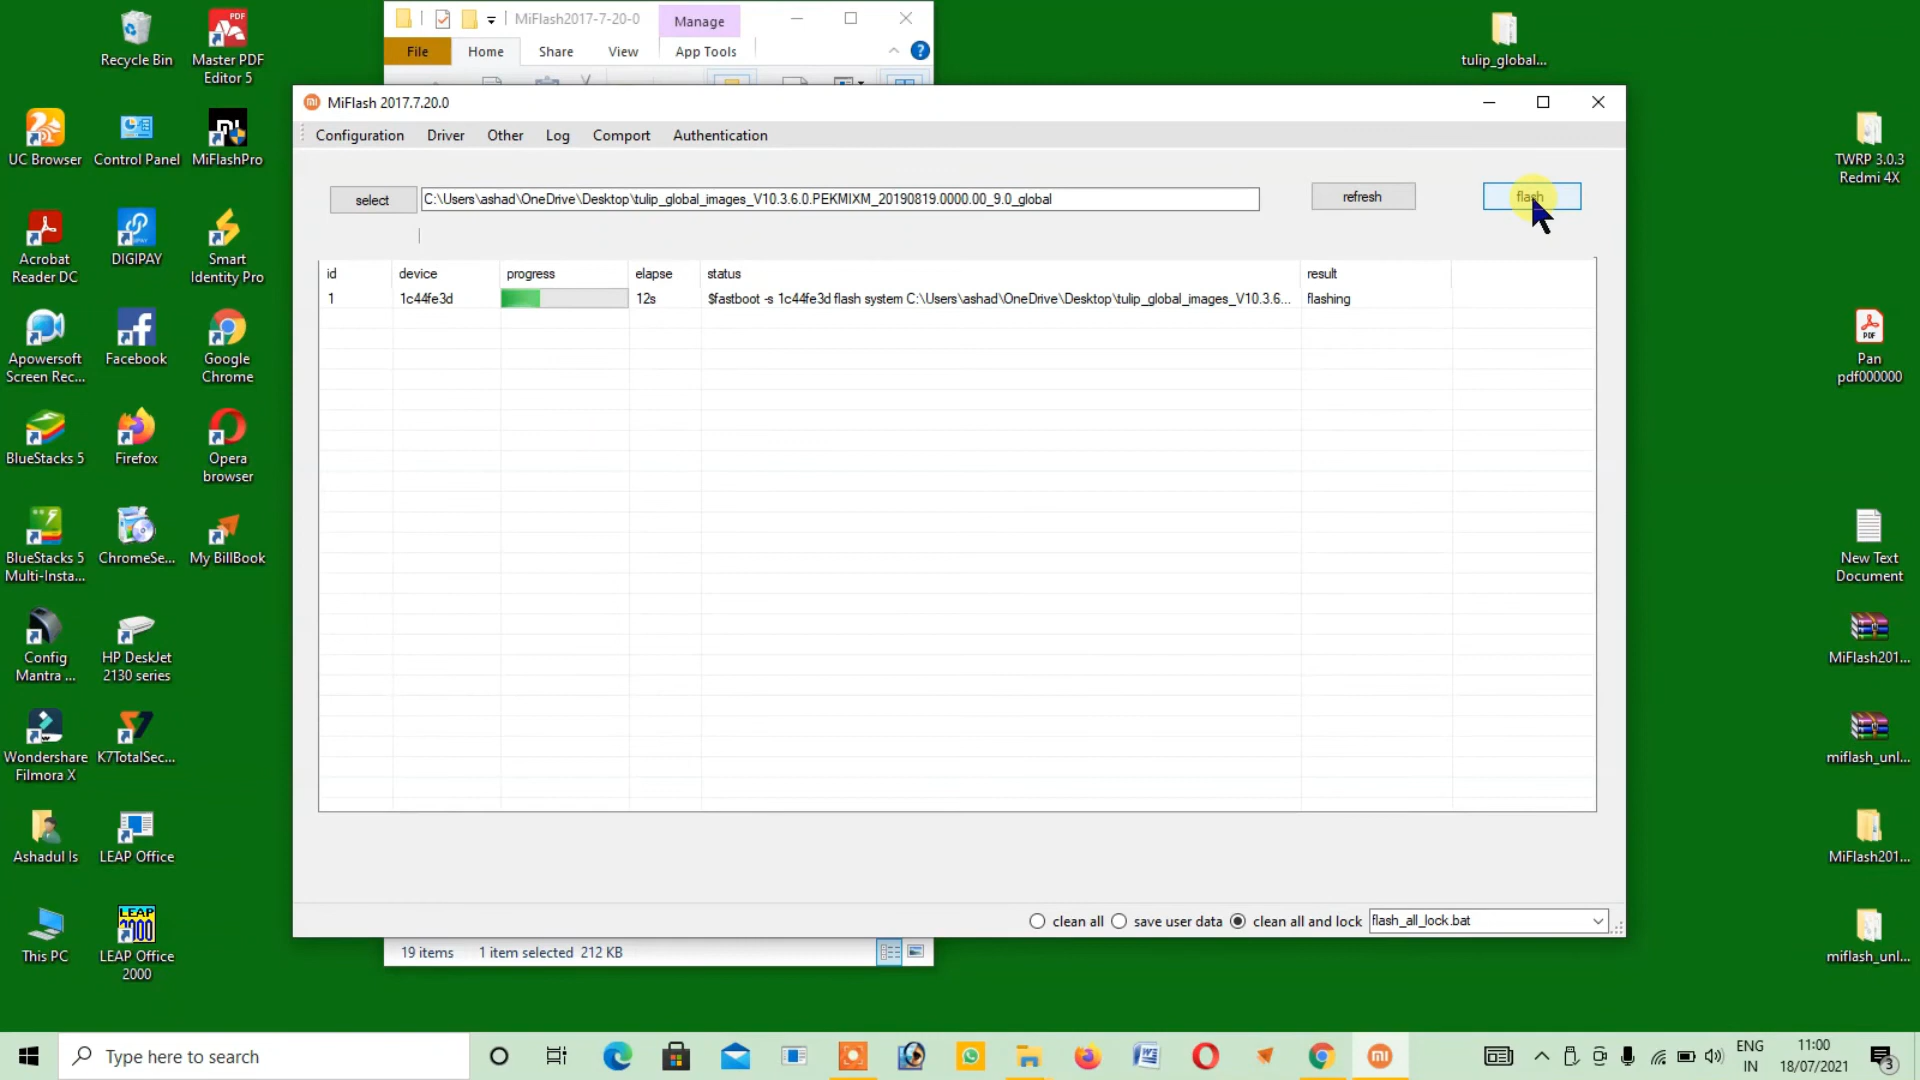 Recycle Bin
Master PDF
Editor 5
UC Browser
Control Panel
MiFlashPro
Acrobat
Reader DC
DIGIPAY
Smart
Identity Pro
Apowersoft
Screen Rec...
Facebook
Google
Chrome
BlueStacks 5
Firefox
Opera
browser
BlueStacks 5
Multi-Insta...
ChromeSe...
My BillBook
Config
Mantra ...
HP DeskJet
2130 series
Wondershare
Filmora X
K7TotalSec...
Ashadul Is
LEAP Office
This PC
LEAP
2000
LEAP Office
2000
MiFlash2017-7-20-0
Manage
File
Home
Share
View
App Tools
MiFlash 2017.7.20.0
Configuration
Driver
Other
Log
Comport
Authentication
select
C:\Users\ashad\OneDrive\Desktop\tulip_global_images_V10.3.6.0.PEKMIXM_20190819.0000.00_9.0_global
refresh
flash
id device progress elapse status result
1 1c44fe3d 12s $fastboot -s 1c44fe3d flash system C:\Users\ashad\OneDrive\Desktop\tulip_global_images_V10.3.6... flashing
clean all
save user data
clean all and lock
flash_all_lock.bat
19 items
1 item selected 212 KB
tulip_global...
TWRP 3.0.3
Redmi 4X
PDF
Pan
pdf000000
New Text
Document
MiFlash201...
miflash_unl...
MiFlash201...
miflash_unl...
Type here to search
ENG
IN
11:00
18/07/2021
3